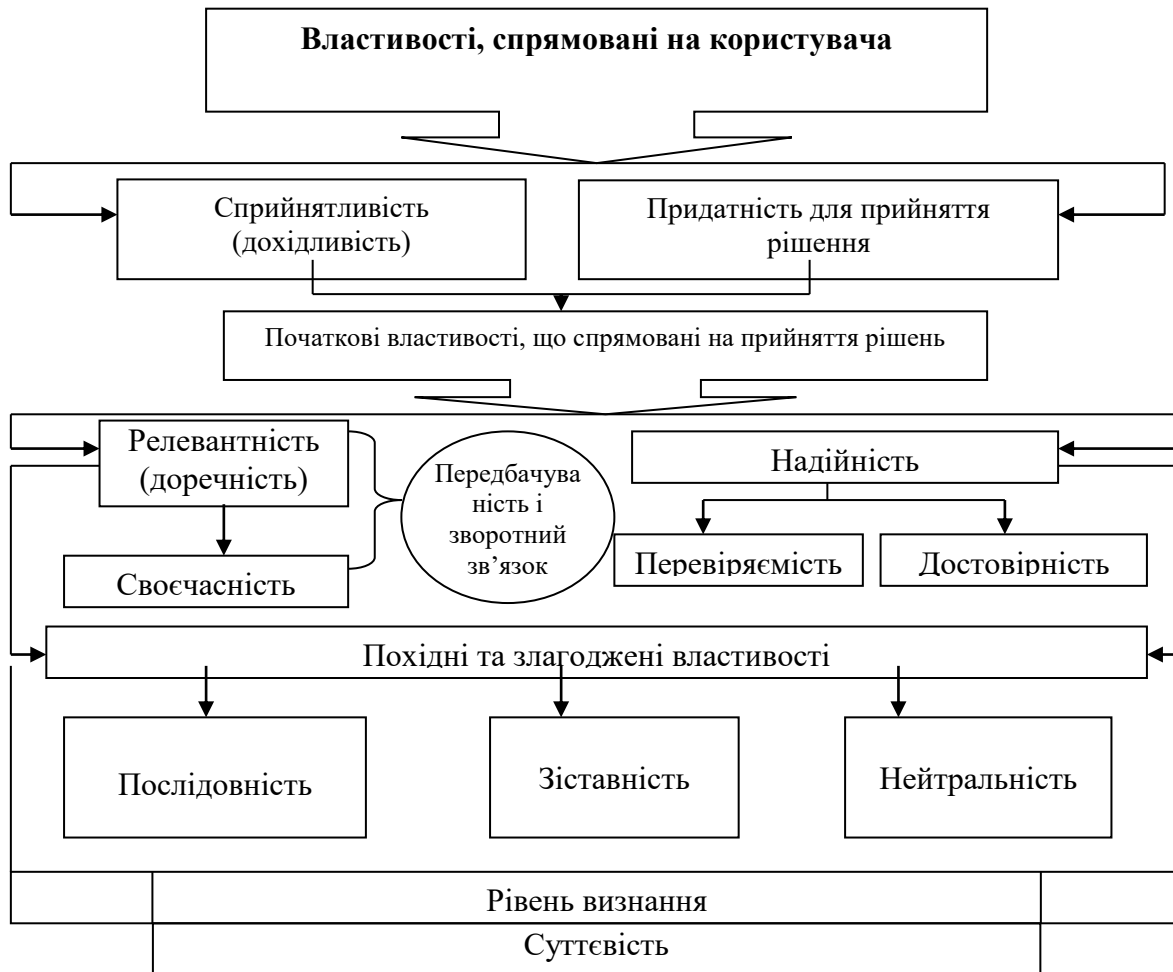 Властивості, спрямовані на користувача
Сприйнятливість
(дохідливість)
Придатність для прийняття
рішення
Початкові властивості, що спрямовані на прийняття рішень
Релевантність
(доречність)
Передбачува
ність і
зворотний
зв’язок
Надійність
Своєчасність
Перевіряємість
Достовірність
Похідні та злагоджені властивості
Послідовність
Зіставність
Нейтральність
Рівень визнання
Суттєвість